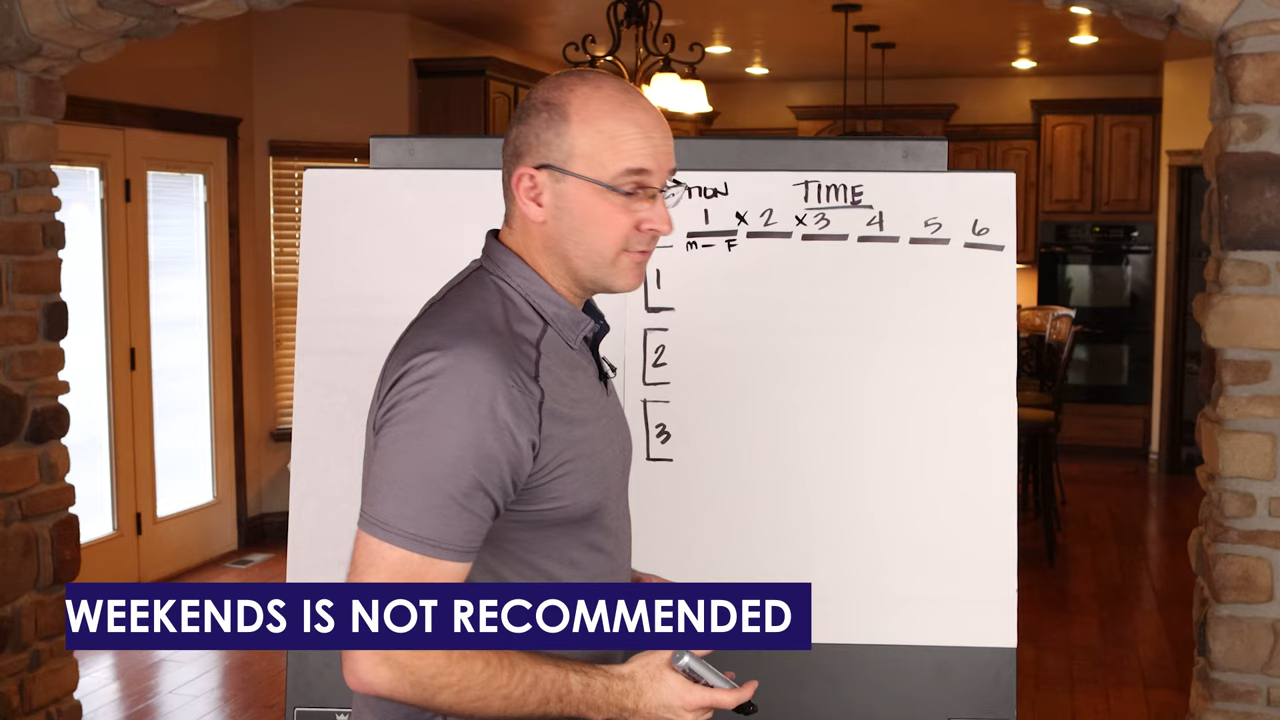 TIME
1 x 2 x 3 4 5 6
M - F
1
2
3
WEEKENDS IS NOT RECOMMENDED